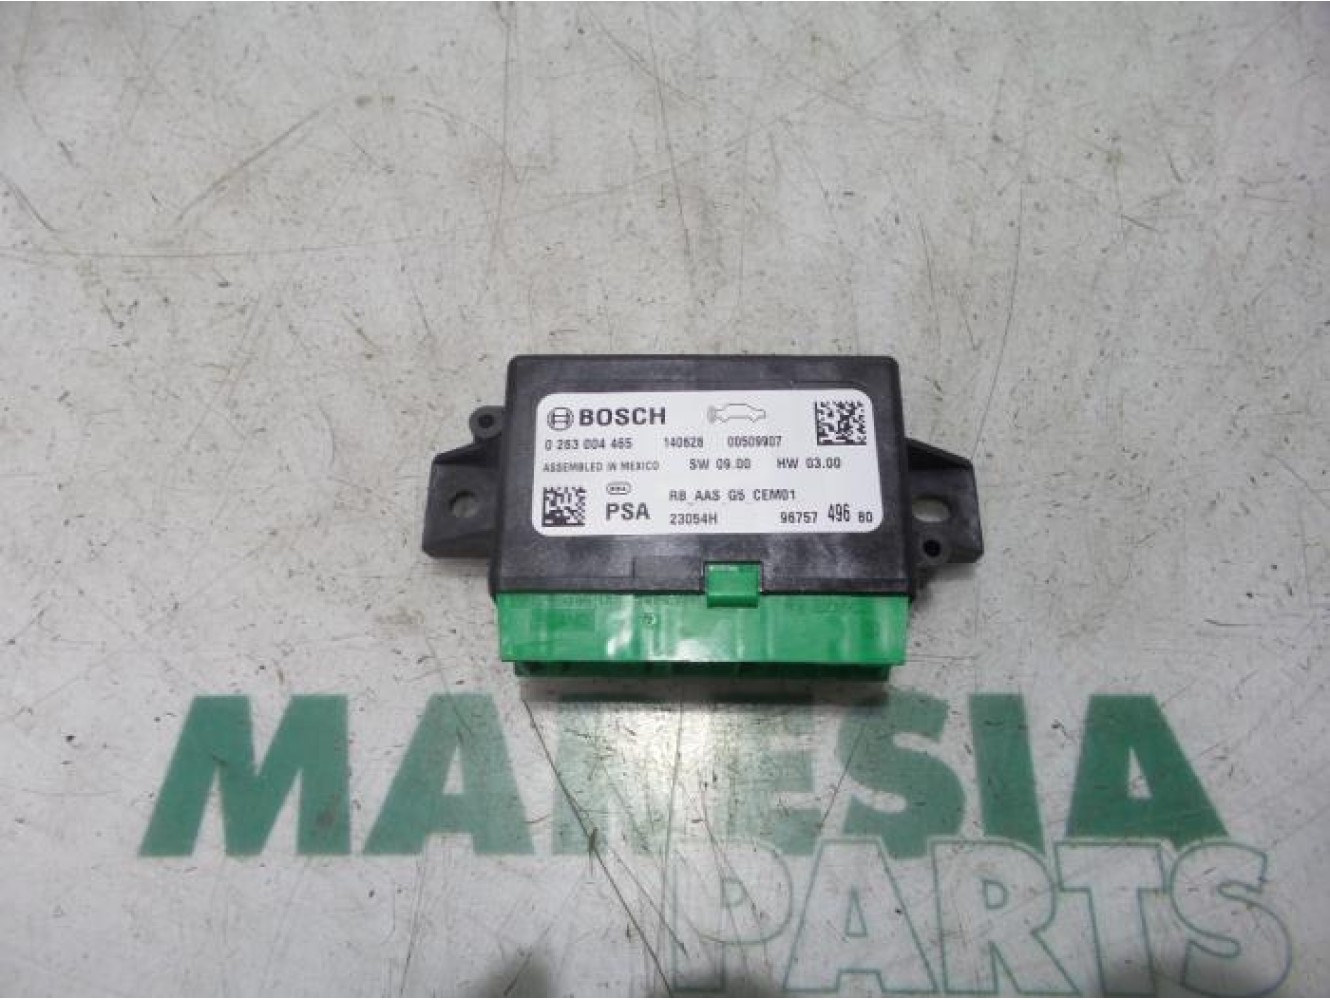 BOSCH
0 263 004 465 140628 00509907
ASSEMBLED IN MEXICO SW 09.00 HW 03.00
RB_AAS_G5_CEM01
PSA 23054H 96757 496 80
MANESIA
PARTS